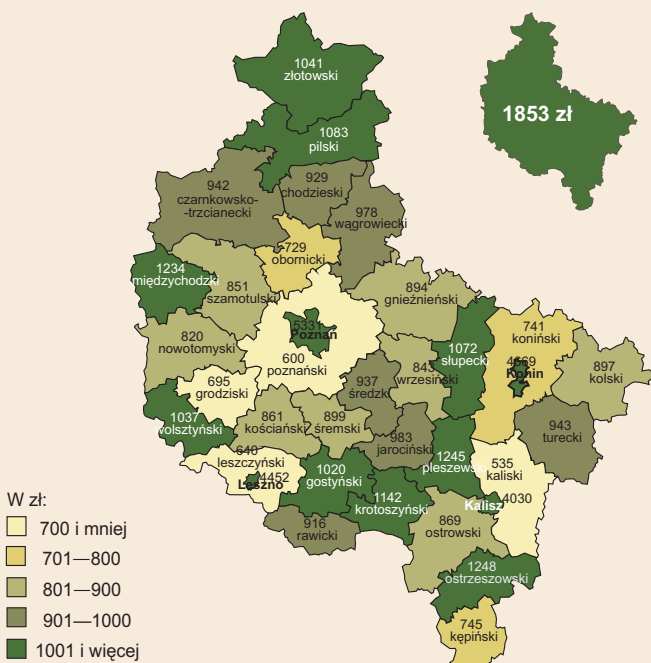 1041
złotowski
1853 zł
1083
pilski
929
chodzieski
942
czarnkowsko-
-trzcianecki
978
wągrowiecki
729
obornicki
1234
międzychodzki
851
szamotulski
894
gnieźnieński
5331
Poznań
741
koniński
820
nowotomyski
600
poznański
1072
słupecki
4669
Konin
897
kolski
843
wrzesiński
695
grodziski
937
średzki
1037
wolsztyński
861
kościański
899
śremski
943
turecki
983
jarociński
640
leszczyński
4452
Leszno
1020
gostyński
1245
pleszewski
535
kaliski
1142
krotoszyński
Kalisz
4030
916
rawicki
869
ostrowski
1248
ostrzeszowski
745
kępiński
W zł:
700 i mniej
701—800
801—900
901—1000
1001 i więcej